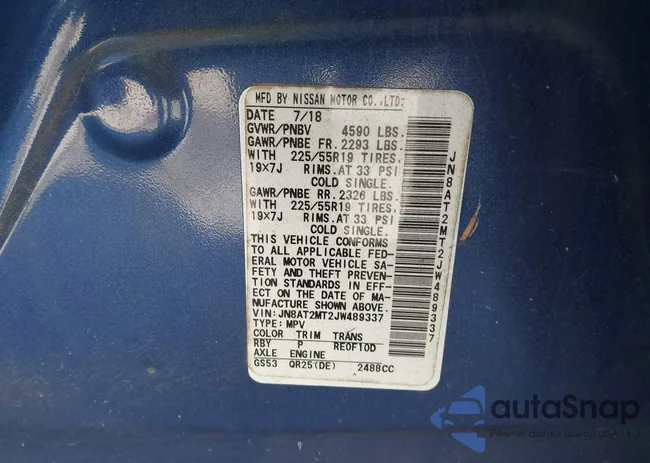 MFD BY NISSAN MOTOR CO.,LTD.
DATE 7/18
GVWR/PNBV 4590 LBS.
GAWR/PNBE FR. 2293 LBS.
WITH 225/55R19 TIRES,
19X7J RIMS.AT 33 PSI
COLD SINGLE.
GAWR/PNBE RR. 2326 LBS.
WITH 225/55R19 TIRES,
19X7J RIMS.AT 33 PSI
COLD SINGLE.
THIS VEHICLE CONFORMS
TO ALL APPLICABLE FED-
ERAL MOTOR VEHICLE SA-
FETY AND THEFT PREVEN-
TION STANDARDS IN EFF-
ECT ON THE DATE OF MA-
NUFACTURE SHOWN ABOVE.
VIN: JN8AT2MT2JW489337
TYPE: MPV
COLOR TRIM TRANS
RBY P RE0F10D
AXLE ENGINE
GS53 QR25(DE) 2488CC
JN8AT2MT2JW489337
autaSnap